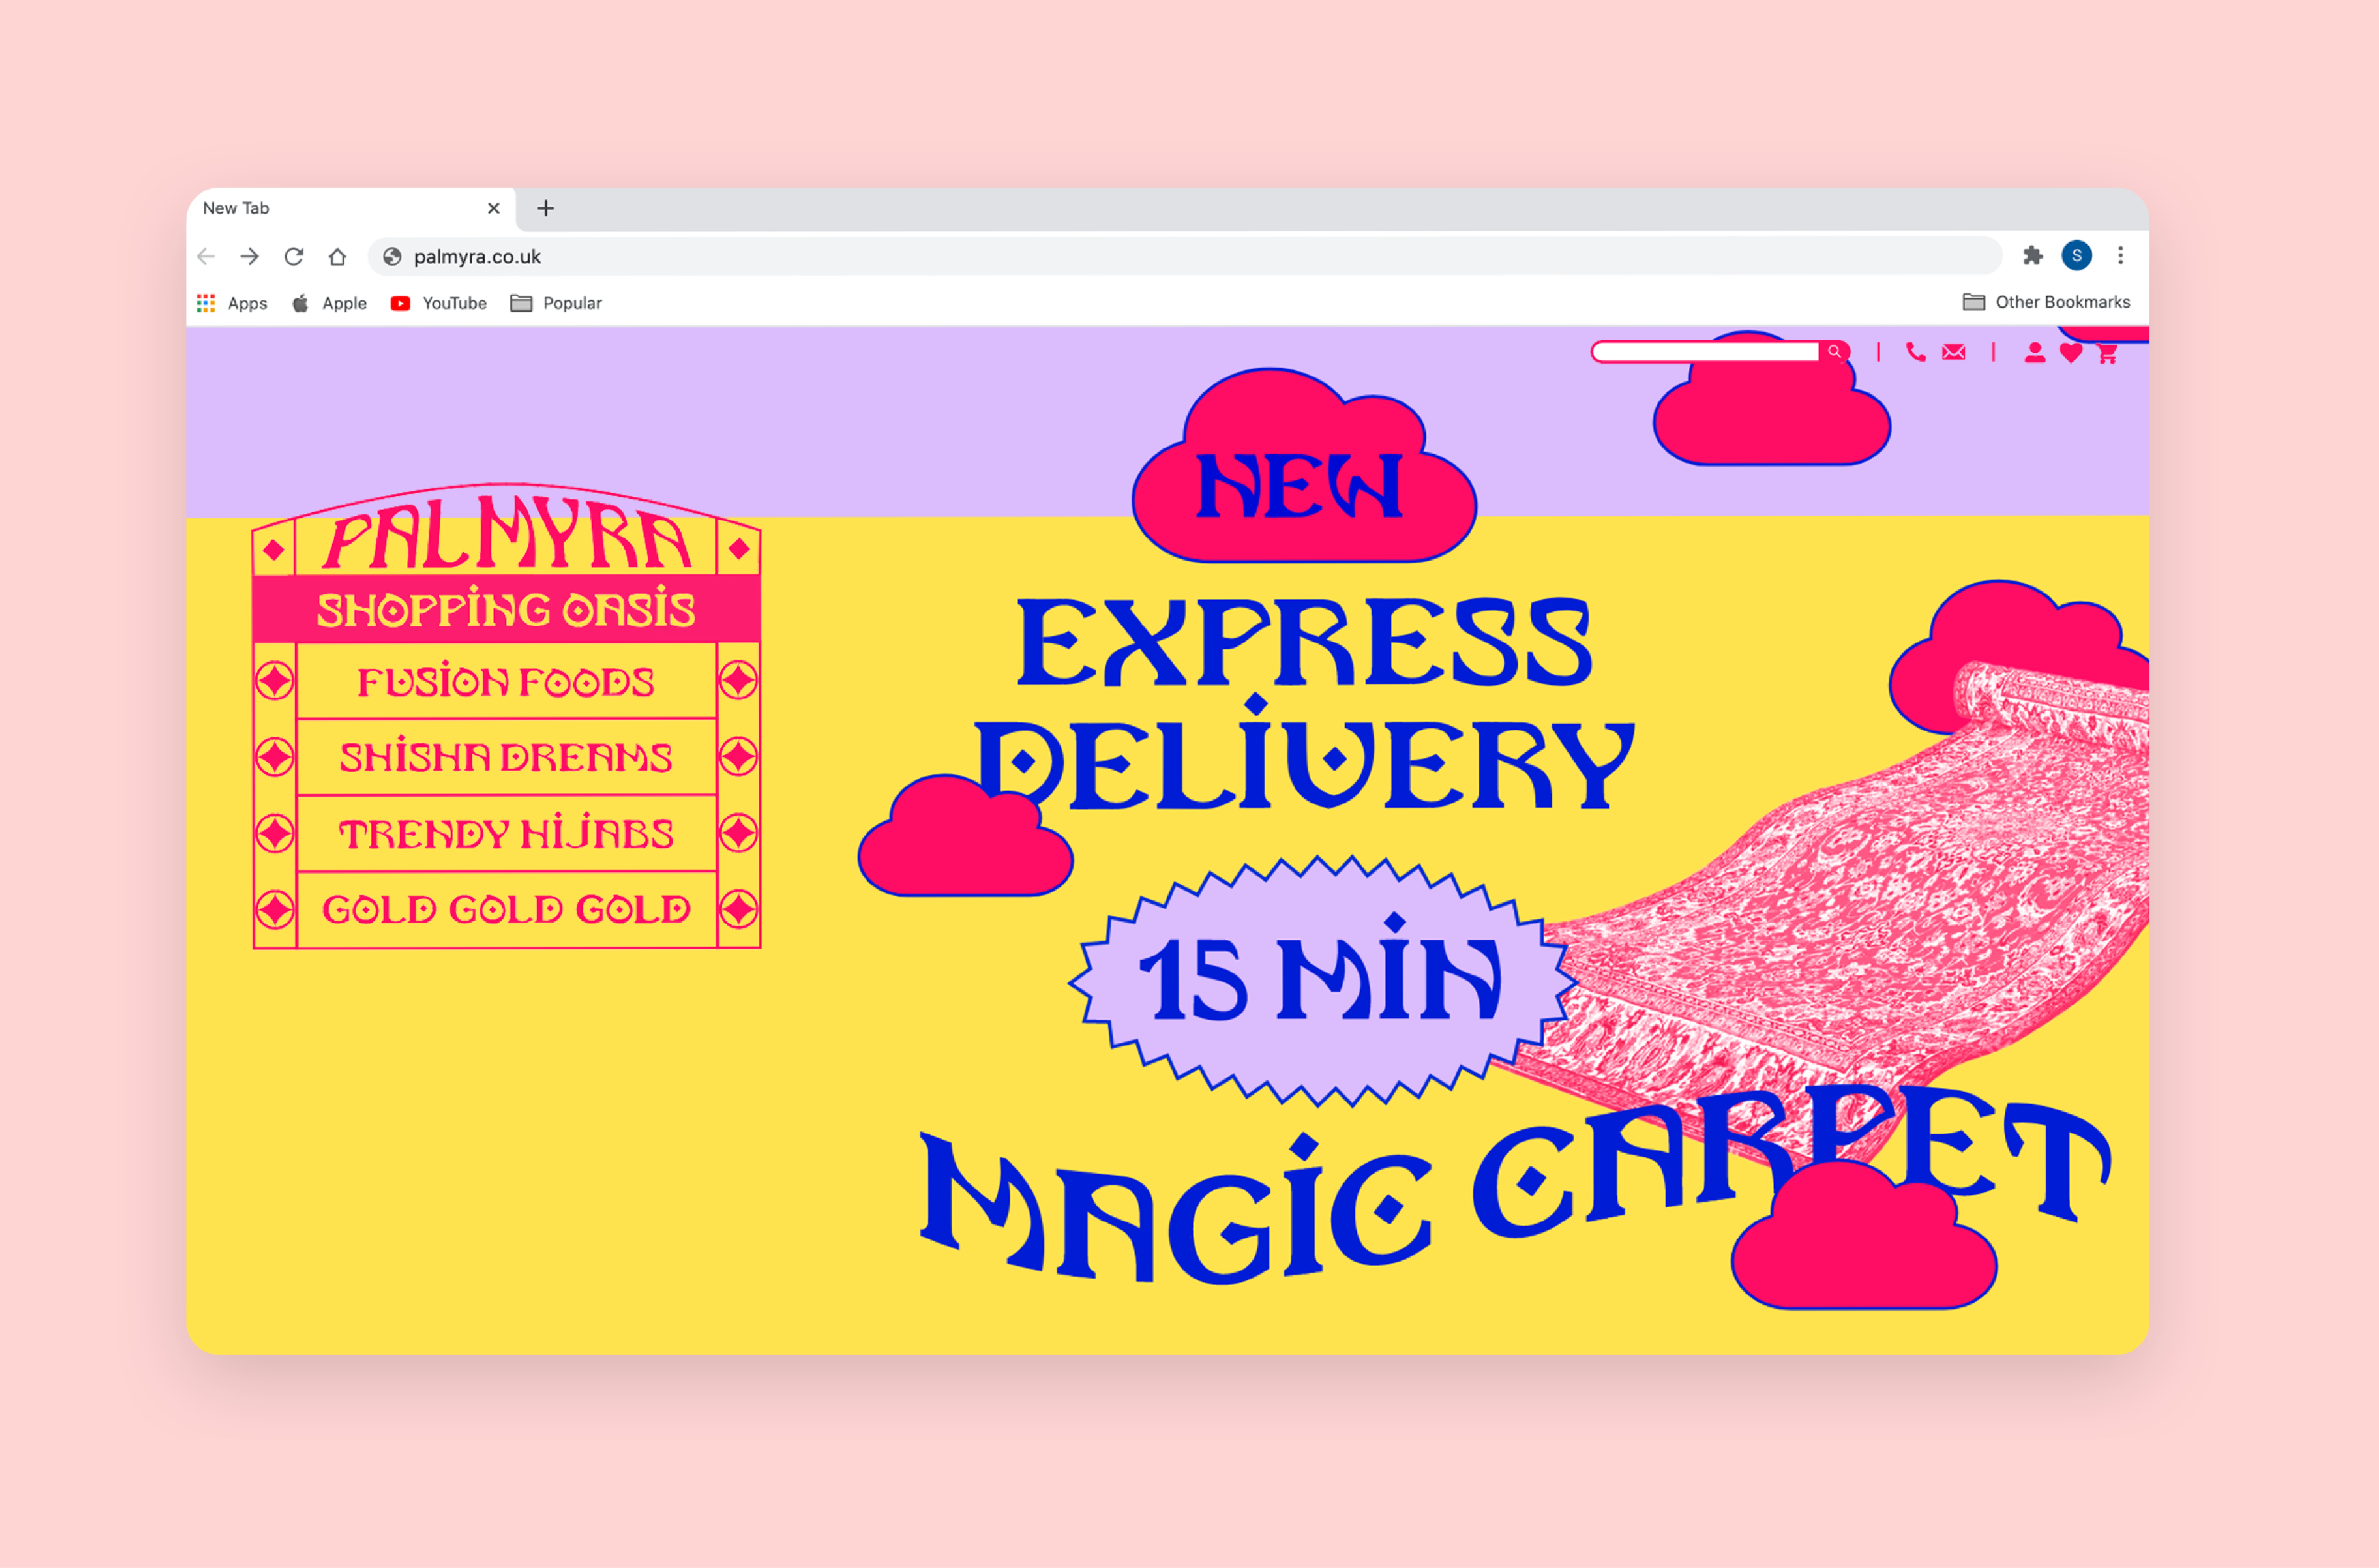 New Tab
palmyra.co.uk
S
Apps
Apple
YouTube
Popular
Other Bookmarks
PALMYRA
SHOPPING OASIS
FUSION FOODS
SHISHA DREAMS
TRENDY HIJABS
GOLD GOLD GOLD
NEW
EXPRESS
DELIVERY
15 MIN
MAGIC CARPET